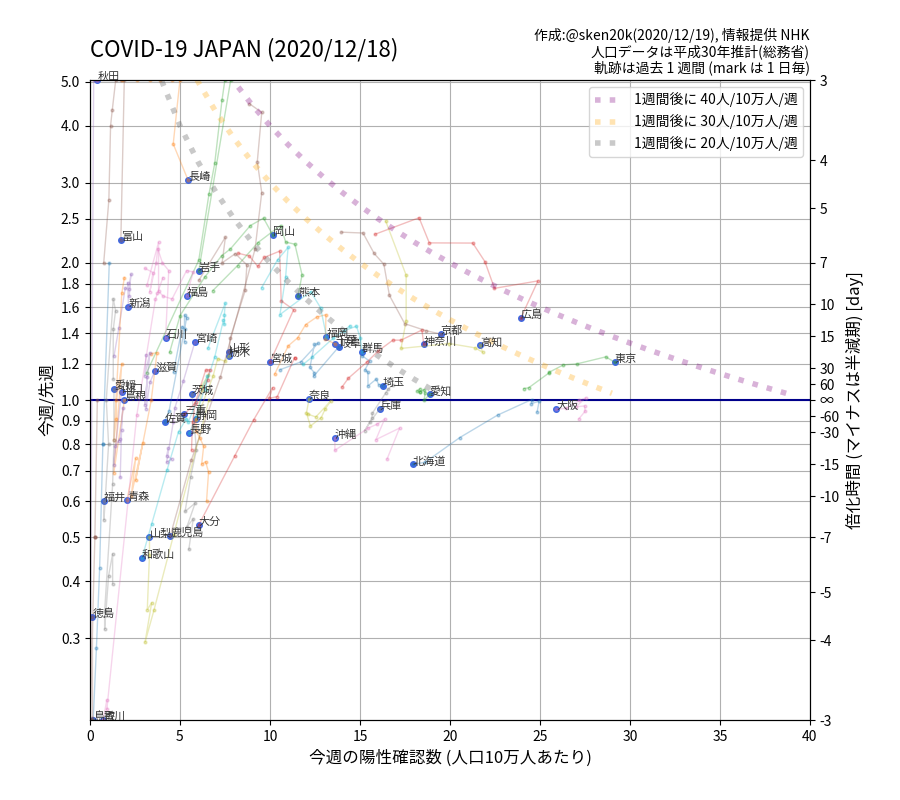 COVID-19 JAPAN (2020/12/18)
作成:@sken20k(2020/12/19), 情報提供 NHK
人口データは平成30年推計(総務省)
軌跡は過去 1 週間 (mark は 1 日毎)
1週間後に 40人/10万人/週
1週間後に 30人/10万人/週
1週間後に 20人/10万人/週
今週/先週
5.0
4.0
3.0
2.5
2.0
1.8
1.6
1.4
1.2
1.0
0.9
0.8
0.7
0.6
0.5
0.4
0.3
秋田
長崎
富山
岡山
岩手
福島
熊本
新潟
広島
石川
宮崎
福岡
京都
神奈川
高知
群馬
山形
栃木
宮城
東京
滋賀
愛媛
島根
茨城
奈良
埼玉
愛知
兵庫
大阪
三重
静岡
佐賀
長野
沖縄
北海道
福井
青森
大分
山梨
鹿児島
和歌山
徳島
3
4
5
7
10
15
30
60
∞
-60
-30
-15
-10
-7
-5
-4
-3
倍化時間 (マイナスは半減期) [day]
0 5 10 15 20 25 30 35 40
今週の陽性確認数 (人口10万人あたり)